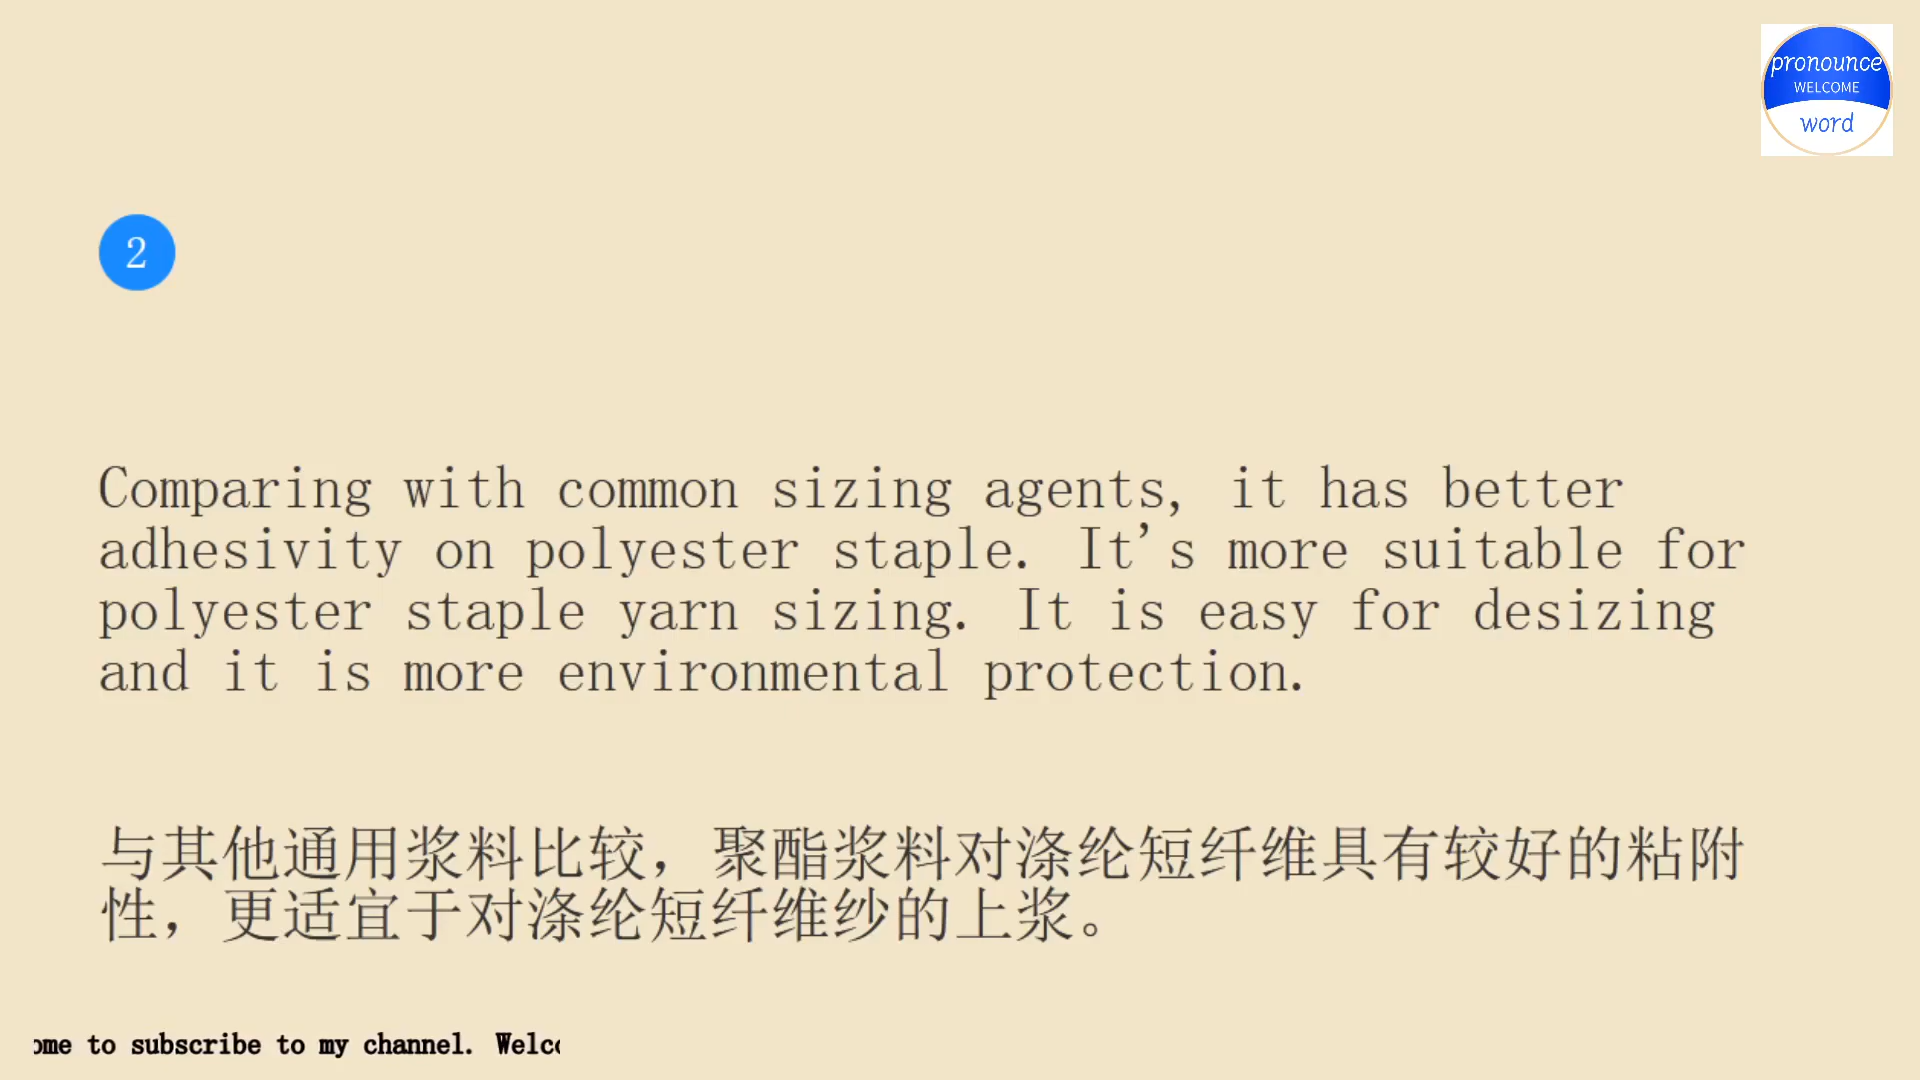 pronounce
WELCOME
word
2
Comparing with common sizing agents, it has better
adhesivity on polyester staple. It's more suitable for
polyester staple yarn sizing. It is easy for desizing
and it is more environmental protection.
与其他通用浆料比较，聚酯浆料对涤纶短纤维具有较好的粘附
性，更适宜于对涤纶短纤维纱的上浆。
ome to subscribe to my channel. Welco